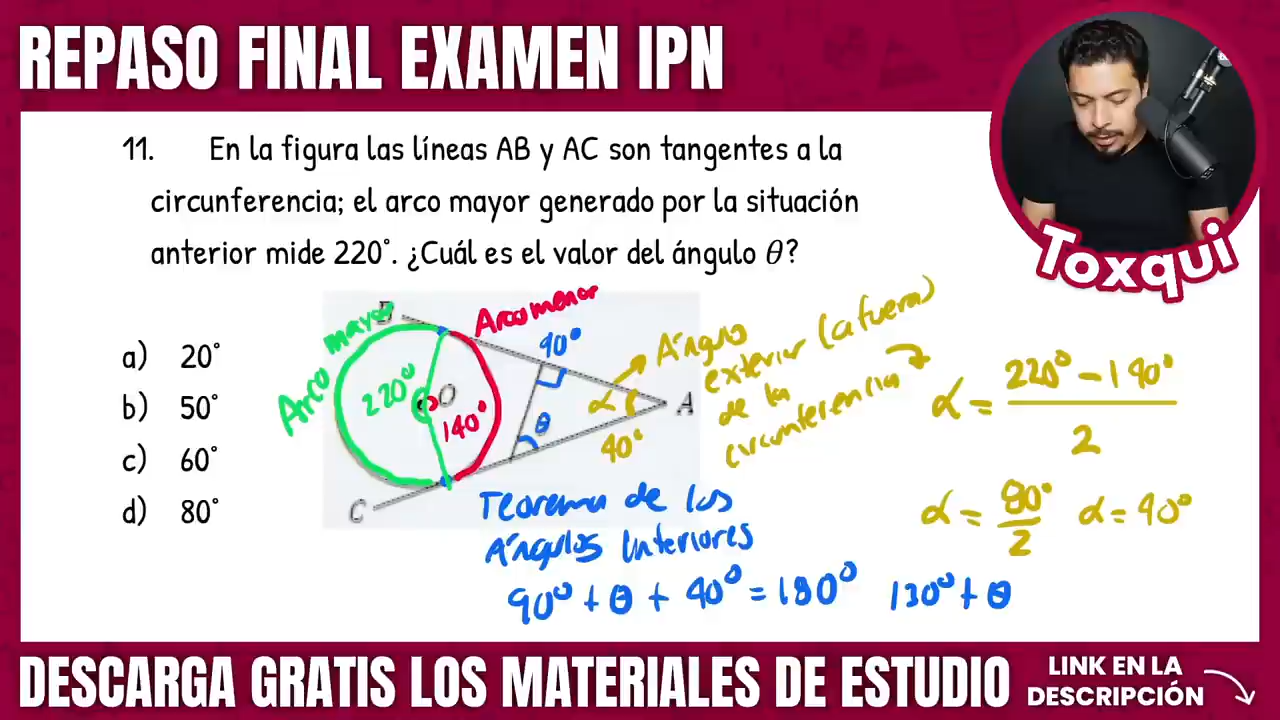 REPASO FINAL EXAMEN IPN
Toxqui
11. En la figura las líneas AB y AC son tangentes a la
circunferencia; el arco mayor generado por la situación
anterior mide 220°. ¿Cuál es el valor del ángulo θ?
a) 20°
b) 50°
c) 60°
d) 80°
Arco mayor
Arco menor
B
220°
O
140°
90°
θ
α
40°
A
C
Ángulo
exterior (afuera)
de la
circunferencia
α = 220° - 140° / 2
α = 80° / 2 α = 40°
Teorema de los
Ángulos Interiores
90° + θ + 40° = 180° 130° + θ
DESCARGA GRATIS LOS MATERIALES DE ESTUDIO
LINK EN LA
DESCRIPCIÓN